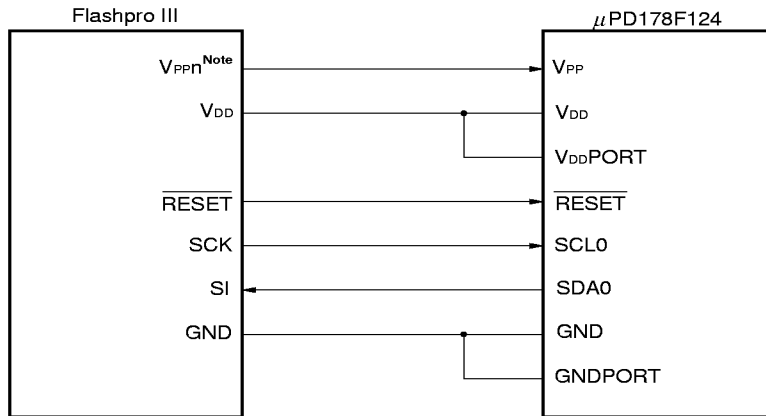 Flashpro III
μPD178F124
VPPnNote
VPP
VDD
VDD
VDDPORT
RESET
RESET
SCK
SCL0
SI
SDA0
GND
GND
GNDPORT